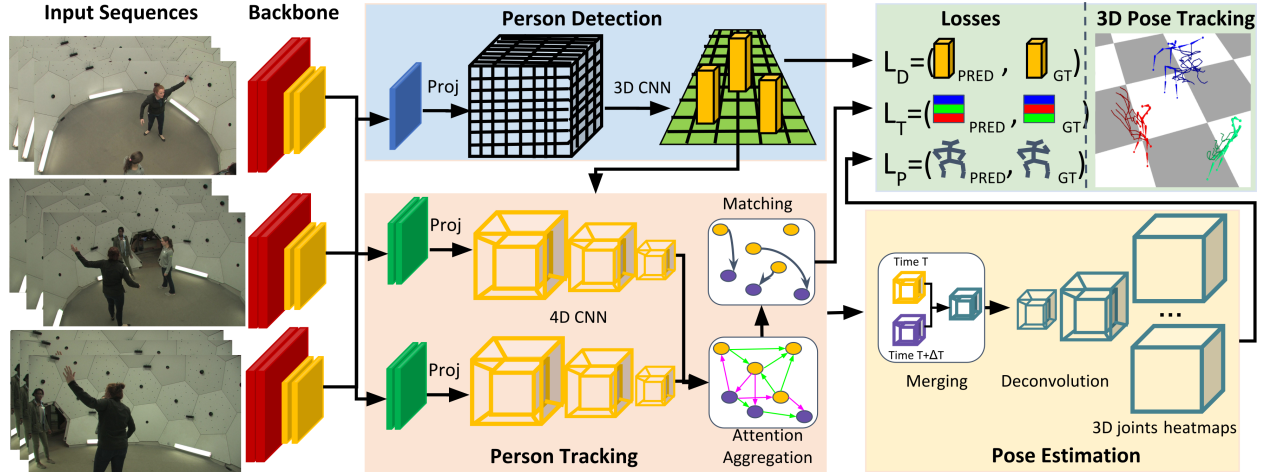 Input Sequences
Backbone
Person Detection
Proj
3D CNN
Losses
3D Pose Tracking
L_D=( PRED , GT )
L_T=( PRED , GT )
L_P=( PRED , GT )
Proj
4D CNN
Proj
Matching
Attention
Aggregation
Person Tracking
Time T
Time T+ΔT
Merging
Deconvolution
...
3D joints heatmaps
Pose Estimation